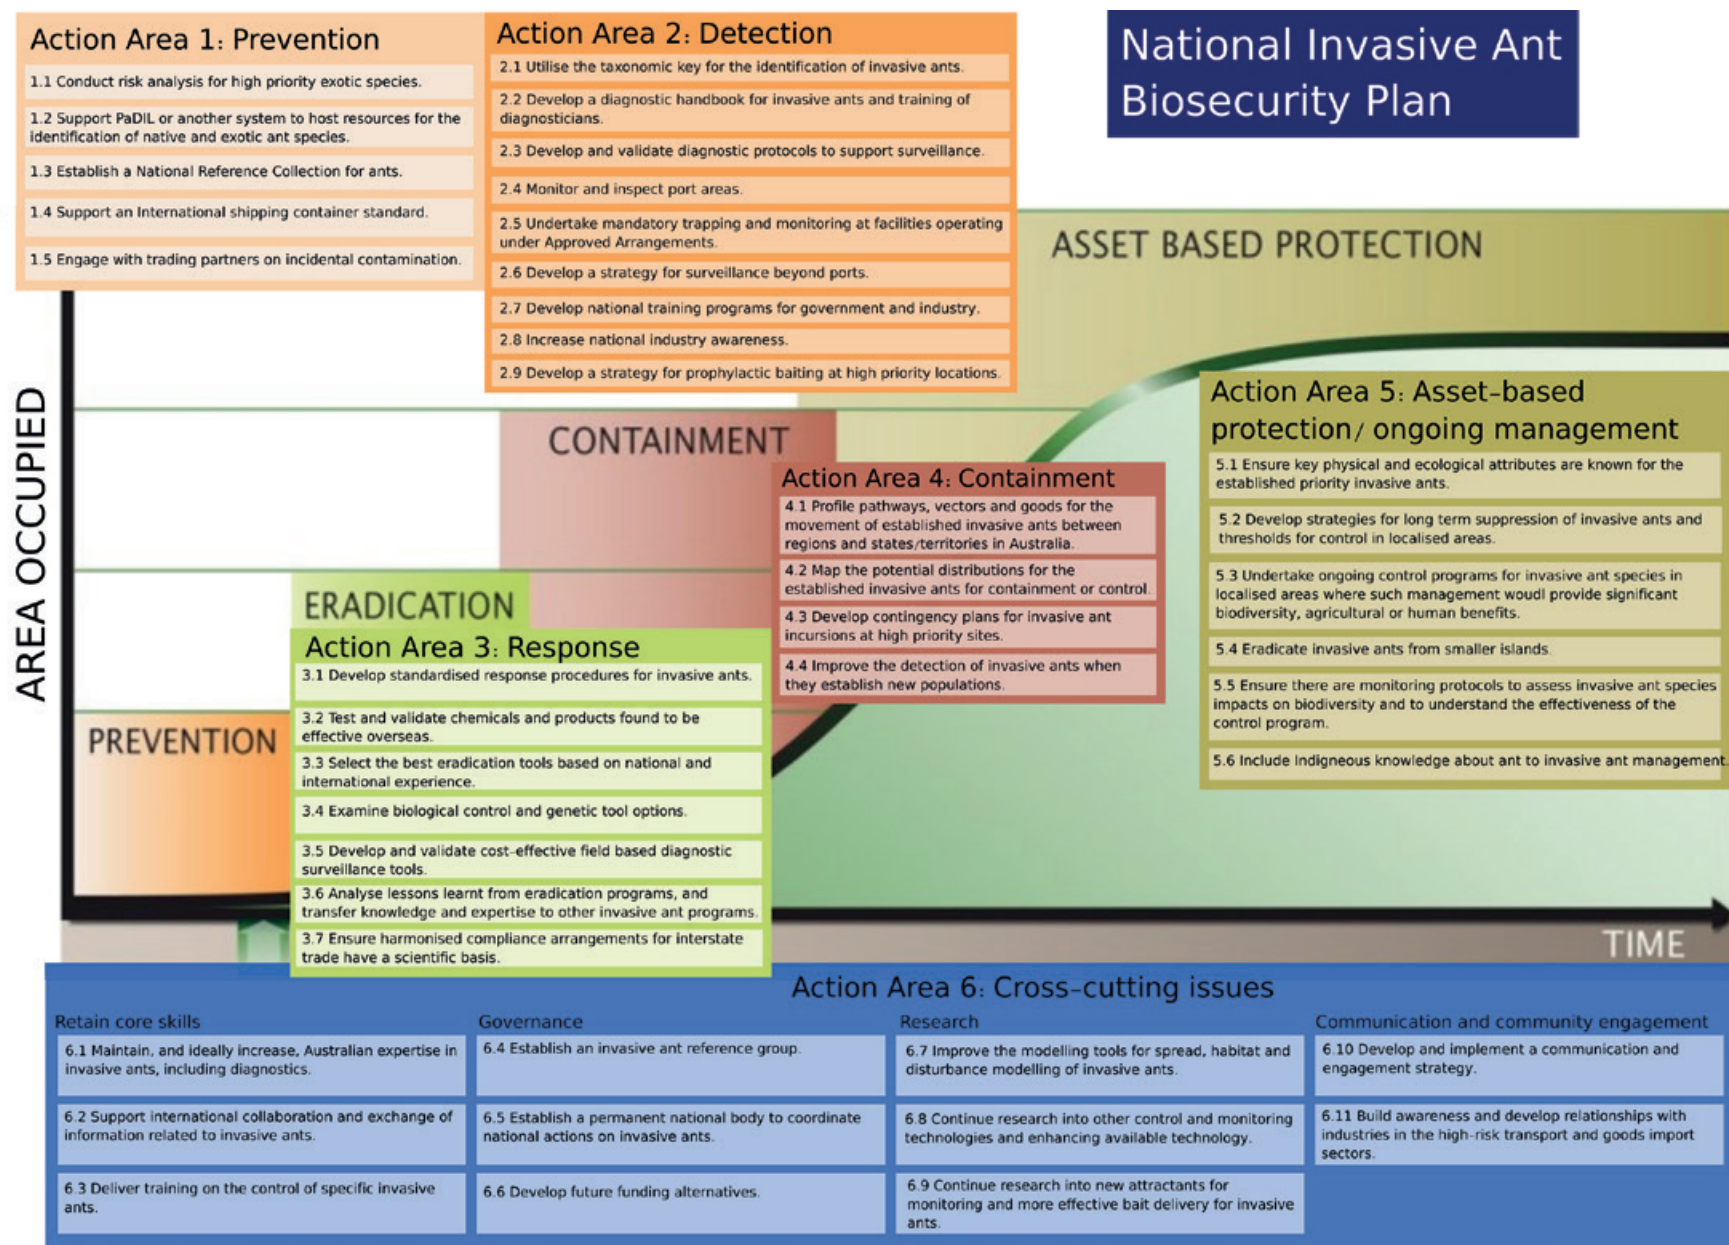 Action Area 1: Prevention
1.1 Conduct risk analysis for high priority exotic species.
1.2 Support PaDIL or another system to host resources for the
identification of native and exotic ant species.
1.3 Establish a National Reference Collection for ants.
1.4 Support an International shipping container standard.
1.5 Engage with trading partners on incidental contamination.
Action Area 2: Detection
2.1 Utilise the taxonomic key for the identification of invasive ants.
2.2 Develop a diagnostic handbook for invasive ants and training of
diagnosticians.
2.3 Develop and validate diagnostic protocols to support surveillance.
2.4 Monitor and inspect port areas.
2.5 Undertake mandatory trapping and monitoring at facilities operating
under Approved Arrangements.
2.6 Develop a strategy for surveillance beyond ports.
2.7 Develop national training programs for government and industry.
2.8 Increase national industry awareness.
2.9 Develop a strategy for prophylactic baiting at high priority locations.
National Invasive Ant
Biosecurity Plan
ASSET BASED PROTECTION
AREA OCCUPIED
CONTAINMENT
ERADICATION
PREVENTION
Action Area 3: Response
3.1 Develop standardised response procedures for invasive ants.
3.2 Test and validate chemicals and products found to be
effective overseas.
3.3 Select the best eradication tools based on national and
international experience.
3.4 Examine biological control and genetic tool options.
3.5 Develop and validate cost-effective field based diagnostic
surveillance tools.
3.6 Analyse lessons learnt from eradication programs, and
transfer knowledge and expertise to other invasive ant programs.
3.7 Ensure harmonised compliance arrangements for interstate
trade have a scientific basis.
Action Area 4: Containment
4.1 Profile pathways, vectors and goods for the
movement of established invasive ants between
regions and states/territories in Australia.
4.2 Map the potential distributions for the
established invasive ants for containment or control.
4.3 Develop contingency plans for invasive ant
incursions at high priority sites.
4.4 Improve the detection of invasive ants when
they establish new populations.
Action Area 5: Asset-based
protection/ ongoing management
5.1 Ensure key physical and ecological attributes are known for the
established priority invasive ants.
5.2 Develop strategies for long term suppression of invasive ants and
thresholds for control in localised areas.
5.3 Undertake ongoing control programs for invasive ant species in
localised areas where such management woudl provide significant
biodiversity, agricultural or human benefits.
5.4 Eradicate invasive ants from smaller islands.
5.5 Ensure there are monitoring protocols to assess invasive ant species
impacts on biodiversity and to understand the effectiveness of the
control program.
5.6 Include Indigneous knowledge about ant to invasive ant management.
TIME
Action Area 6: Cross-cutting issues
Retain core skills
6.1 Maintain, and ideally increase, Australian expertise in
invasive ants, including diagnostics.
6.2 Support international collaboration and exchange of
information related to invasive ants.
6.3 Deliver training on the control of specific invasive
ants.
Governance
6.4 Establish an invasive ant reference group.
6.5 Establish a permanent national body to coordinate
national actions on invasive ants.
6.6 Develop future funding alternatives.
Research
6.7 Improve the modelling tools for spread, habitat and
disturbance modelling of invasive ants.
6.8 Continue research into other control and monitoring
technologies and enhancing available technology.
6.9 Continue research into new attractants for
monitoring and more effective bait delivery for invasive
ants.
Communication and community engagement
6.10 Develop and implement a communication and
engagement strategy.
6.11 Build awareness and develop relationships with
industries in the high-risk transport and goods import
sectors.